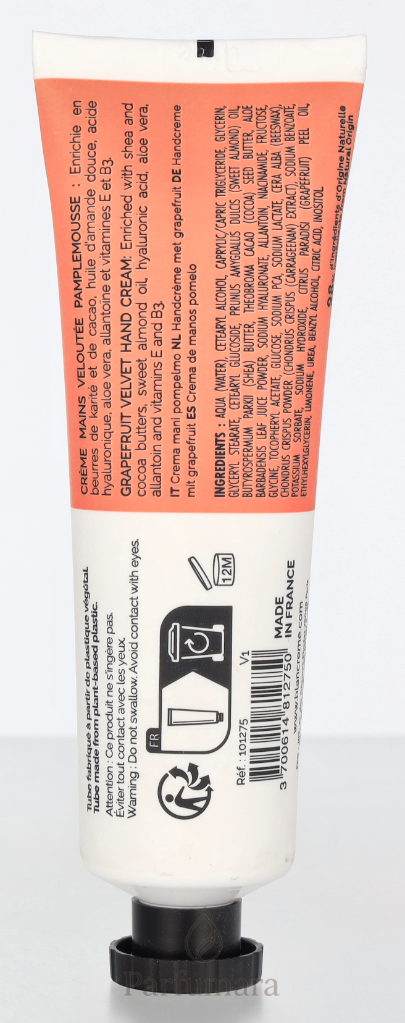 CRÈME MAINS VELOUTÉE PAMPLEMOUSSE : Enrichie en
beurres de karité et de cacao, huile d'amande douce, acide
hyaluronique, aloe vera, allantoïne et vitamines E et B3.
GRAPEFRUIT VELVET HAND CREAM: Enriched with shea and
cocoa butters, sweet almond oil, hyaluronic acid, aloe vera,
allantoin and vitamins E and B3.
IT Crema mani pompelmo NL Handcrème met grapefruit DE Handcreme
mit grapefruit ES Crema de manos pomelo
INGREDIENTS : AQUA (WATER), CETEARYL ALCOHOL, CAPRYLIC/CAPRIC TRIGLYCERIDE, GLYCERIN,
GLYCERYL STEARATE, CETEARYL GLUCOSIDE, PRUNUS AMYGDALUS DULCIS (SWEET ALMOND) OIL,
BUTYROSPERMUM PARKII (SHEA) BUTTER, THEOBROMA CACAO (COCOA) SEED BUTTER, ALOE
BARBADENSIS LEAF JUICE POWDER, SODIUM HYALURONATE, ALLANTOIN, NIACINAMIDE, FRUCTOSE,
GLYCINE, TOCOPHERYL ACETATE, GLUCOSE, SODIUM PCA, SODIUM LACTATE, CERA ALBA (BEESWAX),
CHONDRUS CRISPUS POWDER (CHONDRUS CRISPUS (CARRAGEENAN) EXTRACT), SODIUM BENZOATE,
POTASSIUM SORBATE, SODIUM HYDROXIDE, CITRUS PARADISI (GRAPEFRUIT) PEEL OIL,
ETHYLHEXYLGLYCERIN, LIMONENE, UREA, BENZYL ALCOHOL, CITRIC ACID, INOSITOL
d'Ingrédients d'Origine Naturelle
Natural Origin
Tube fabriqué à partir de plastique végétal.
Tube made from plant-based plastic.
Attention : Ce produit ne s'ingère pas.
Éviter tout contact avec les yeux.
Warning : Do not swallow. Avoid contact with eyes.
FR
12M
Réf. : 101275
V1
3 700614 812750
MADE
IN FRANCE
www.blancreme.com
Parfumara